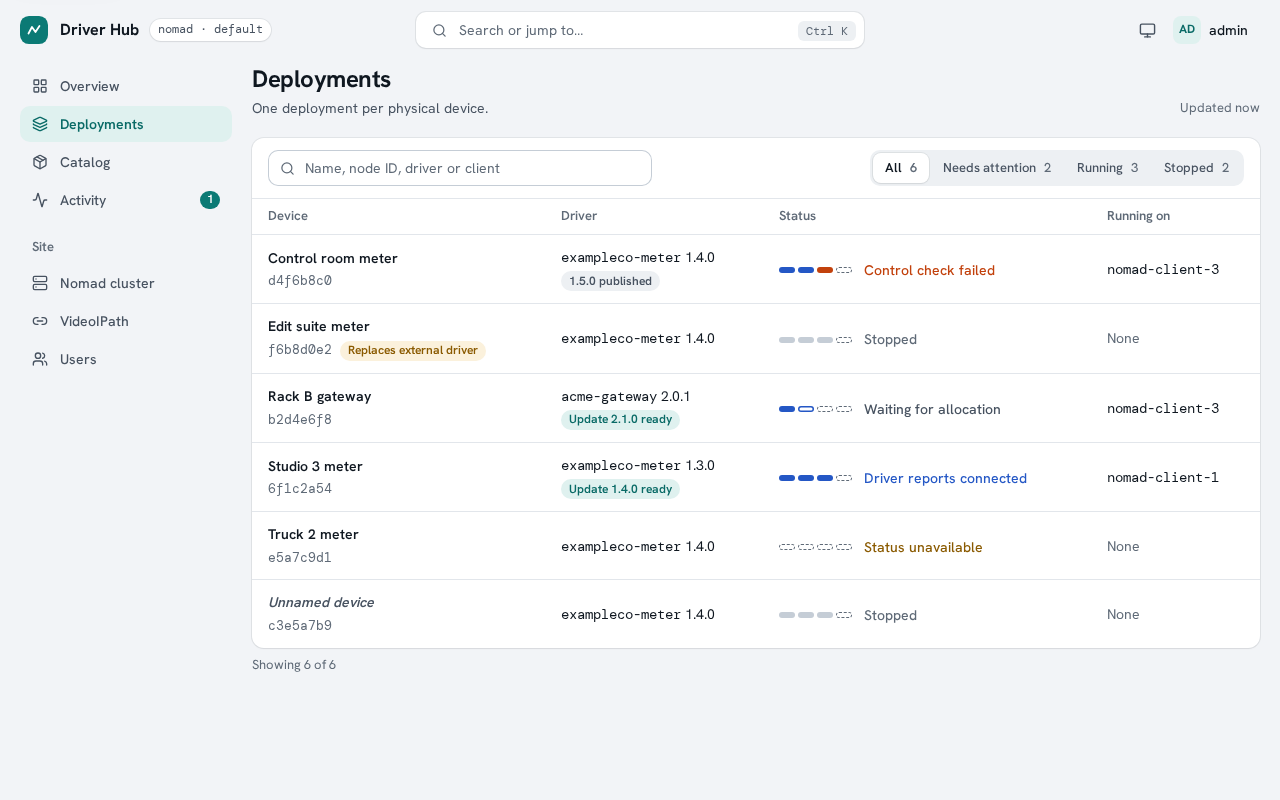 Driver Hub nomad · default Search or jump to... Ctrl K AD admin
Overview
Deployments
Catalog
Activity 1
Site
Nomad cluster
VideoIPath
Users
Deployments
One deployment per physical device. Updated now
Name, node ID, driver or client All 6 Needs attention 2 Running 3 Stopped 2
Device Driver Status Running on
Control room meter
d4f6b8c0
exampleco-meter 1.4.0
1.5.0 published
Control check failed
nomad-client-3
Edit suite meter
f6b8d0e2 Replaces external driver
exampleco-meter 1.4.0
Stopped
None
Rack B gateway
b2d4e6f8
acme-gateway 2.0.1
Update 2.1.0 ready
Waiting for allocation
nomad-client-3
Studio 3 meter
6f1c2a54
exampleco-meter 1.3.0
Update 1.4.0 ready
Driver reports connected
nomad-client-1
Truck 2 meter
e5a7c9d1
exampleco-meter 1.4.0
Status unavailable
None
Unnamed device
c3e5a7b9
exampleco-meter 1.4.0
Stopped
None
Showing 6 of 6